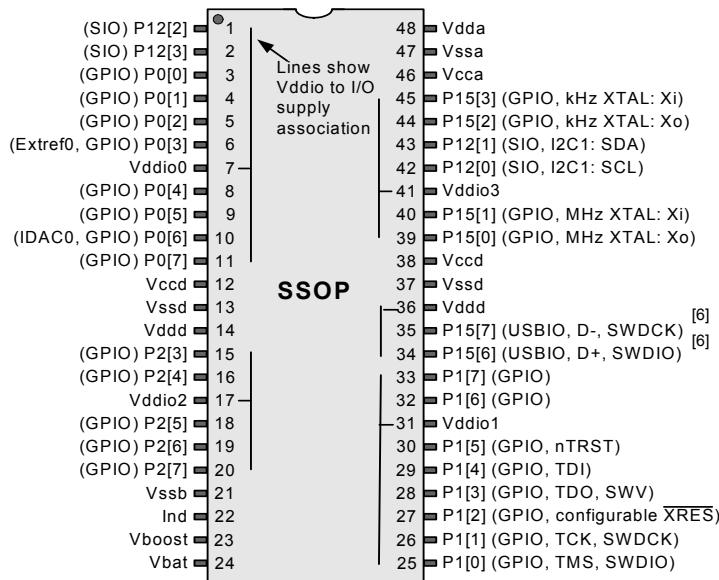 (SIO) P12[2] 1
(SIO) P12[3] 2
(GPIO) P0[0] 3
(GPIO) P0[1] 4
(GPIO) P0[2] 5
(Extref0, GPIO) P0[3] 6
Vddio0 7
(GPIO) P0[4] 8
(GPIO) P0[5] 9
(IDAC0, GPIO) P0[6] 10
(GPIO) P0[7] 11
Vccd 12
Vssd 13
Vddd 14
(GPIO) P2[3] 15
(GPIO) P2[4] 16
Vddio2 17
(GPIO) P2[5] 18
(GPIO) P2[6] 19
(GPIO) P2[7] 20
Vssb 21
Ind 22
Vboost 23
Vbat 24
Lines show
Vddio to I/O
supply
association
SSOP
48 Vdda
47 Vssa
46 Vcca
45 P15[3] (GPIO, kHz XTAL: Xi)
44 P15[2] (GPIO, kHz XTAL: Xo)
43 P12[1] (SIO, I2C1: SDA)
42 P12[0] (SIO, I2C1: SCL)
41 Vddio3
40 P15[1] (GPIO, MHz XTAL: Xi)
39 P15[0] (GPIO, MHz XTAL: Xo)
38 Vccd
37 Vssd
36 Vddd
35 P15[7] (USBIO, D-, SWDCK) [6]
34 P15[6] (USBIO, D+, SWDIO) [6]
33 P1[7] (GPIO)
32 P1[6] (GPIO)
31 Vddio1
30 P1[5] (GPIO, nTRST)
29 P1[4] (GPIO, TDI)
28 P1[3] (GPIO, TDO, SWV)
27 P1[2] (GPIO, configurable XRES)
26 P1[1] (GPIO, TCK, SWDCK)
25 P1[0] (GPIO, TMS, SWDIO)